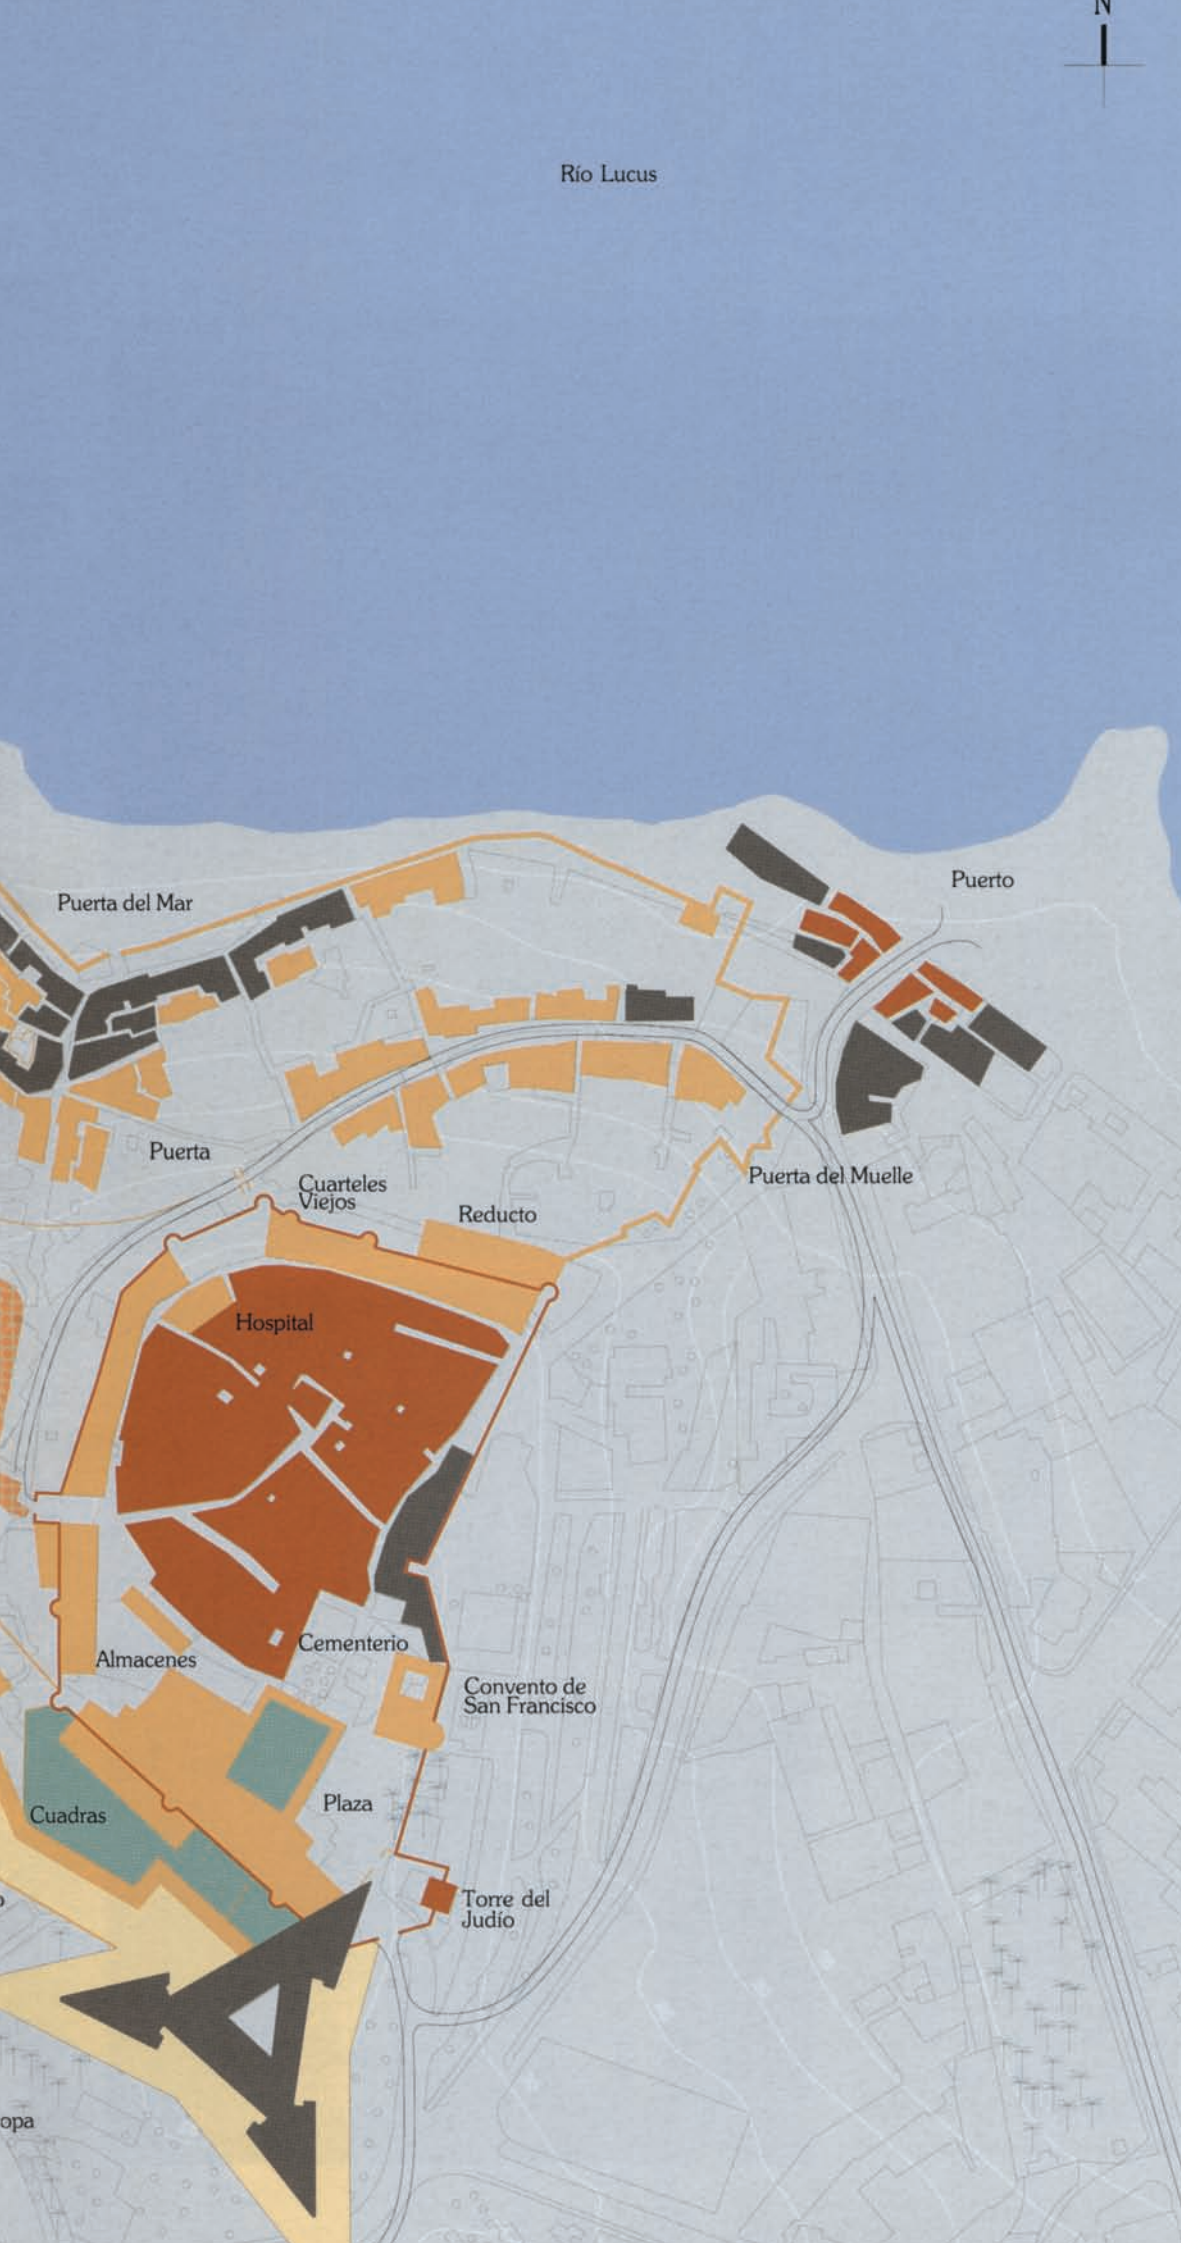 N
Río Lucus
Puerto
Puerta del Mar
Puerta
Cuarteles
Viejos
Reducto
Puerta del Muelle
Hospital
Cementerio
Almacenes
Convento de
San Francisco
Plaza
Cuadras
Torre del
Judío
o
opa